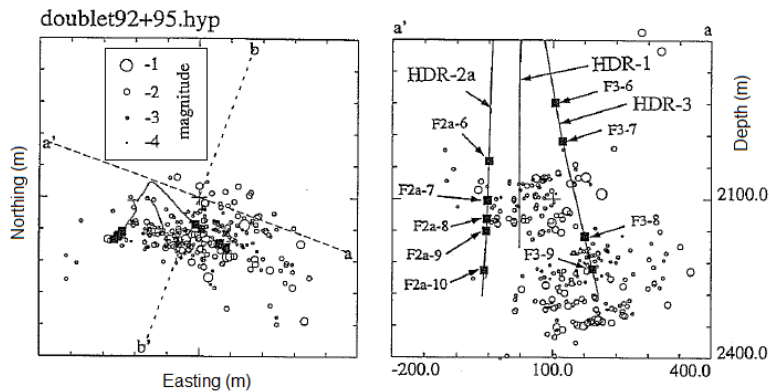 doublet92+95.hyp
b
-1
-2
-3
-4
magnitude
a'
a
b'
Northing (m)
Easting (m)
a'
a
HDR-2a
HDR-1
F3-6
HDR-3
F3-7
F2a-6
F2a-7
F2a-8
F2a-9
F2a-10
F3-8
F3-9
2100.0
2400.0
Depth (m)
-200.0
100.0
400.0